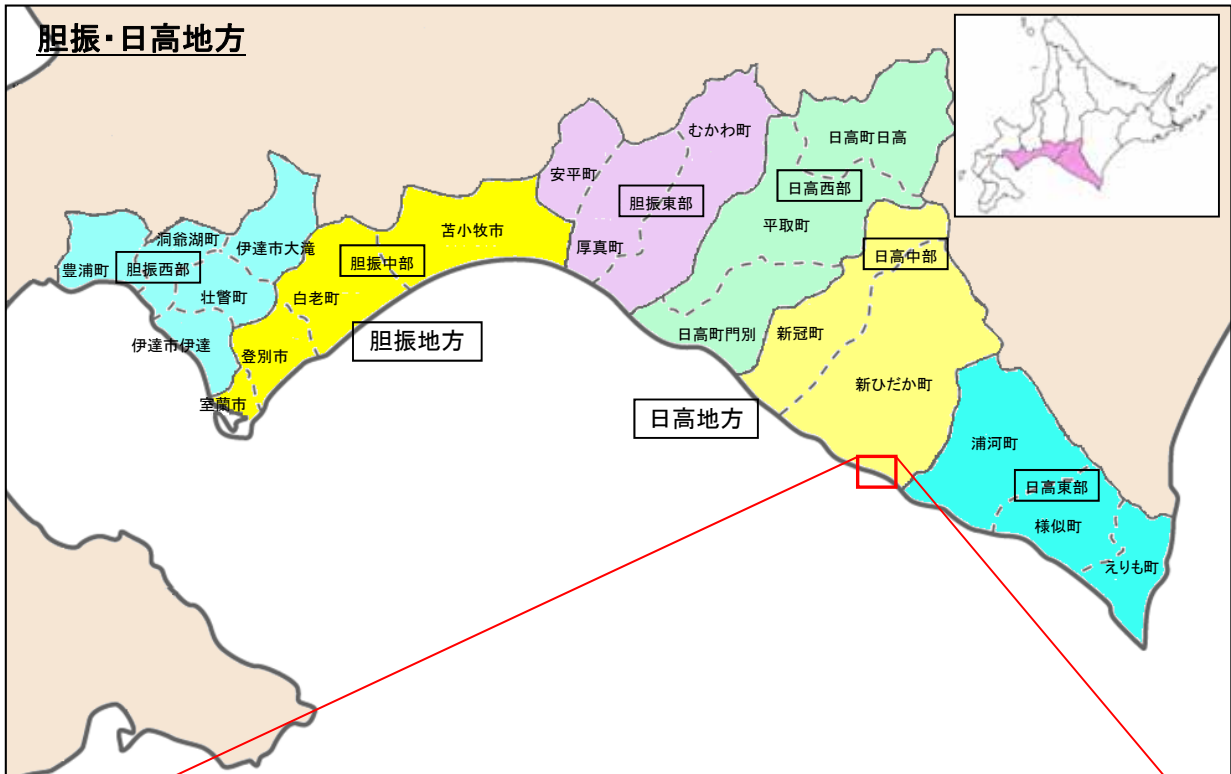 胆振・日高地方
むかわ町
日高町日高
安平町
日高西部
胆振東部
平取町
洞爺湖町
伊達市大滝
苫小牧市
厚真町
日高中部
豊浦町
胆振西部
胆振中部
壮瞥町
白老町
胆振地方
日高町門別
新冠町
伊達市伊達
登別市
新ひだか町
室蘭市
日高地方
浦河町
日高東部
様似町
えりも町